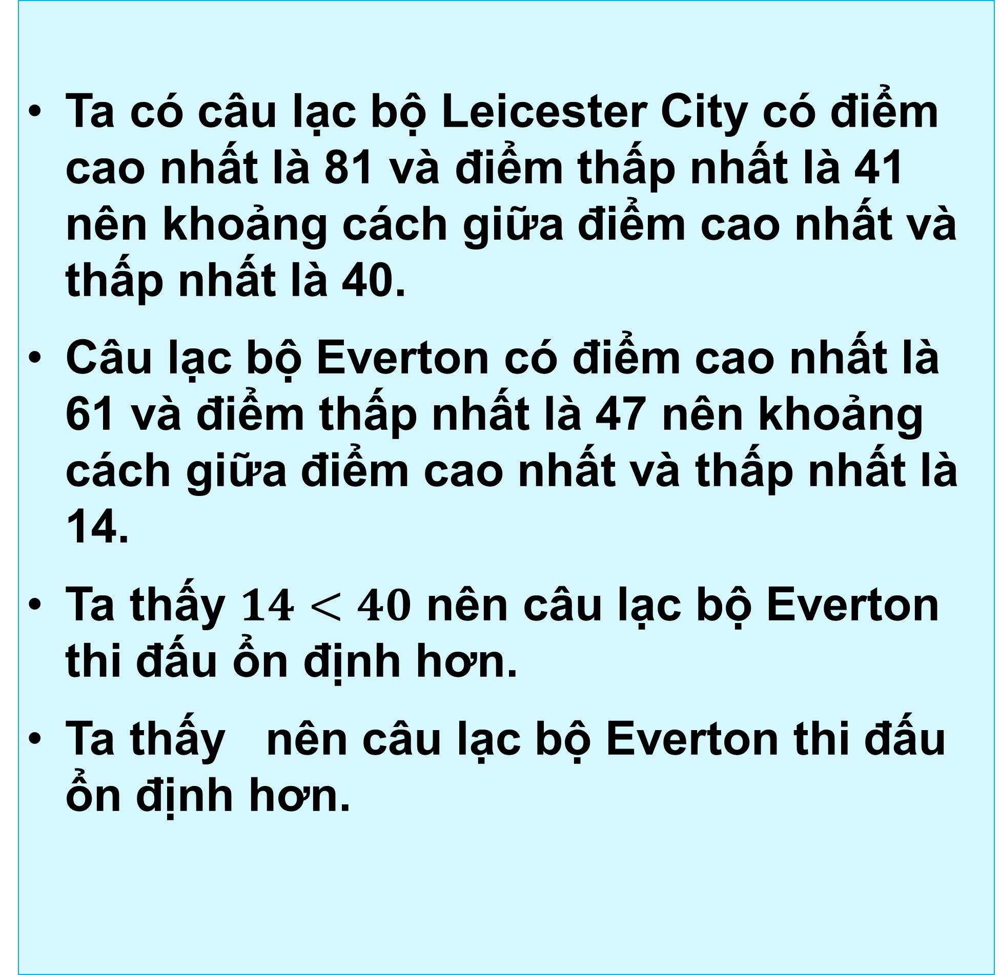 • Ta có câu lạc bộ Leicester City có điểm
cao nhất là 81 và điểm thấp nhất là 41
nên khoảng cách giữa điểm cao nhất và
thấp nhất là 40.
• Câu lạc bộ Everton có điểm cao nhất là
61 và điểm thấp nhất là 47 nên khoảng
cách giữa điểm cao nhất và thấp nhất là
14.
• Ta thấy 14 < 40 nên câu lạc bộ Everton
thi đấu ổn định hơn.
• Ta thấy nên câu lạc bộ Everton thi đấu
ổn định hơn.